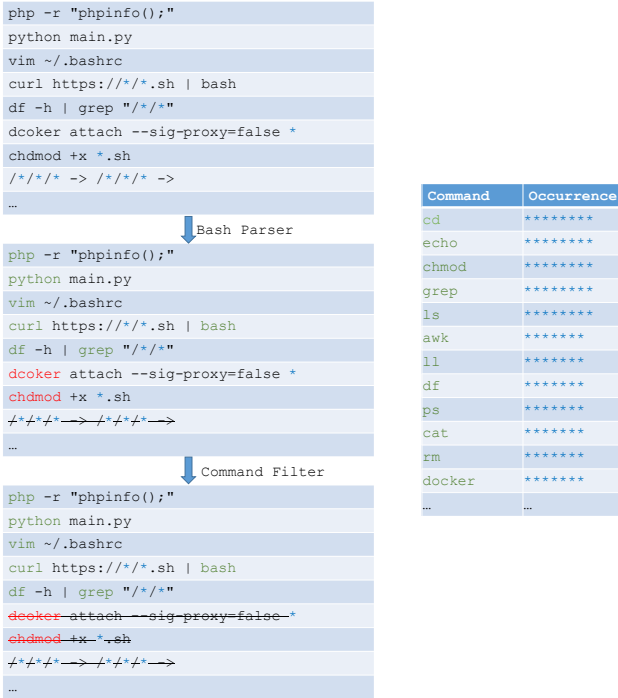 php -r "phpinfo();"
python main.py
vim ~/.bashrc
curl https://*/*.sh | bash
df -h | grep "/*/*"
dcoker attach --sig-proxy=false *
chdmod +x *.sh
/*/*/* -> /*/*/* ->
…
Bash Parser
php -r "phpinfo();"
python main.py
vim ~/.bashrc
curl https://*/*.sh | bash
df -h | grep "/*/*"
dcoker attach --sig-proxy=false *
chdmod +x *.sh
/*/*/* -> /*/*/* ->
…
Command Filter
php -r "phpinfo();"
python main.py
vim ~/.bashrc
curl https://*/*.sh | bash
df -h | grep "/*/*"
dcoker attach --sig-proxy=false *
chdmod +x *.sh
/*/*/* -> /*/*/* ->
…
Command Occurrence
cd ********
echo ********
chmod ********
grep ********
ls ********
awk *******
ll *******
df *******
ps *******
cat *******
rm *******
docker *******
… …